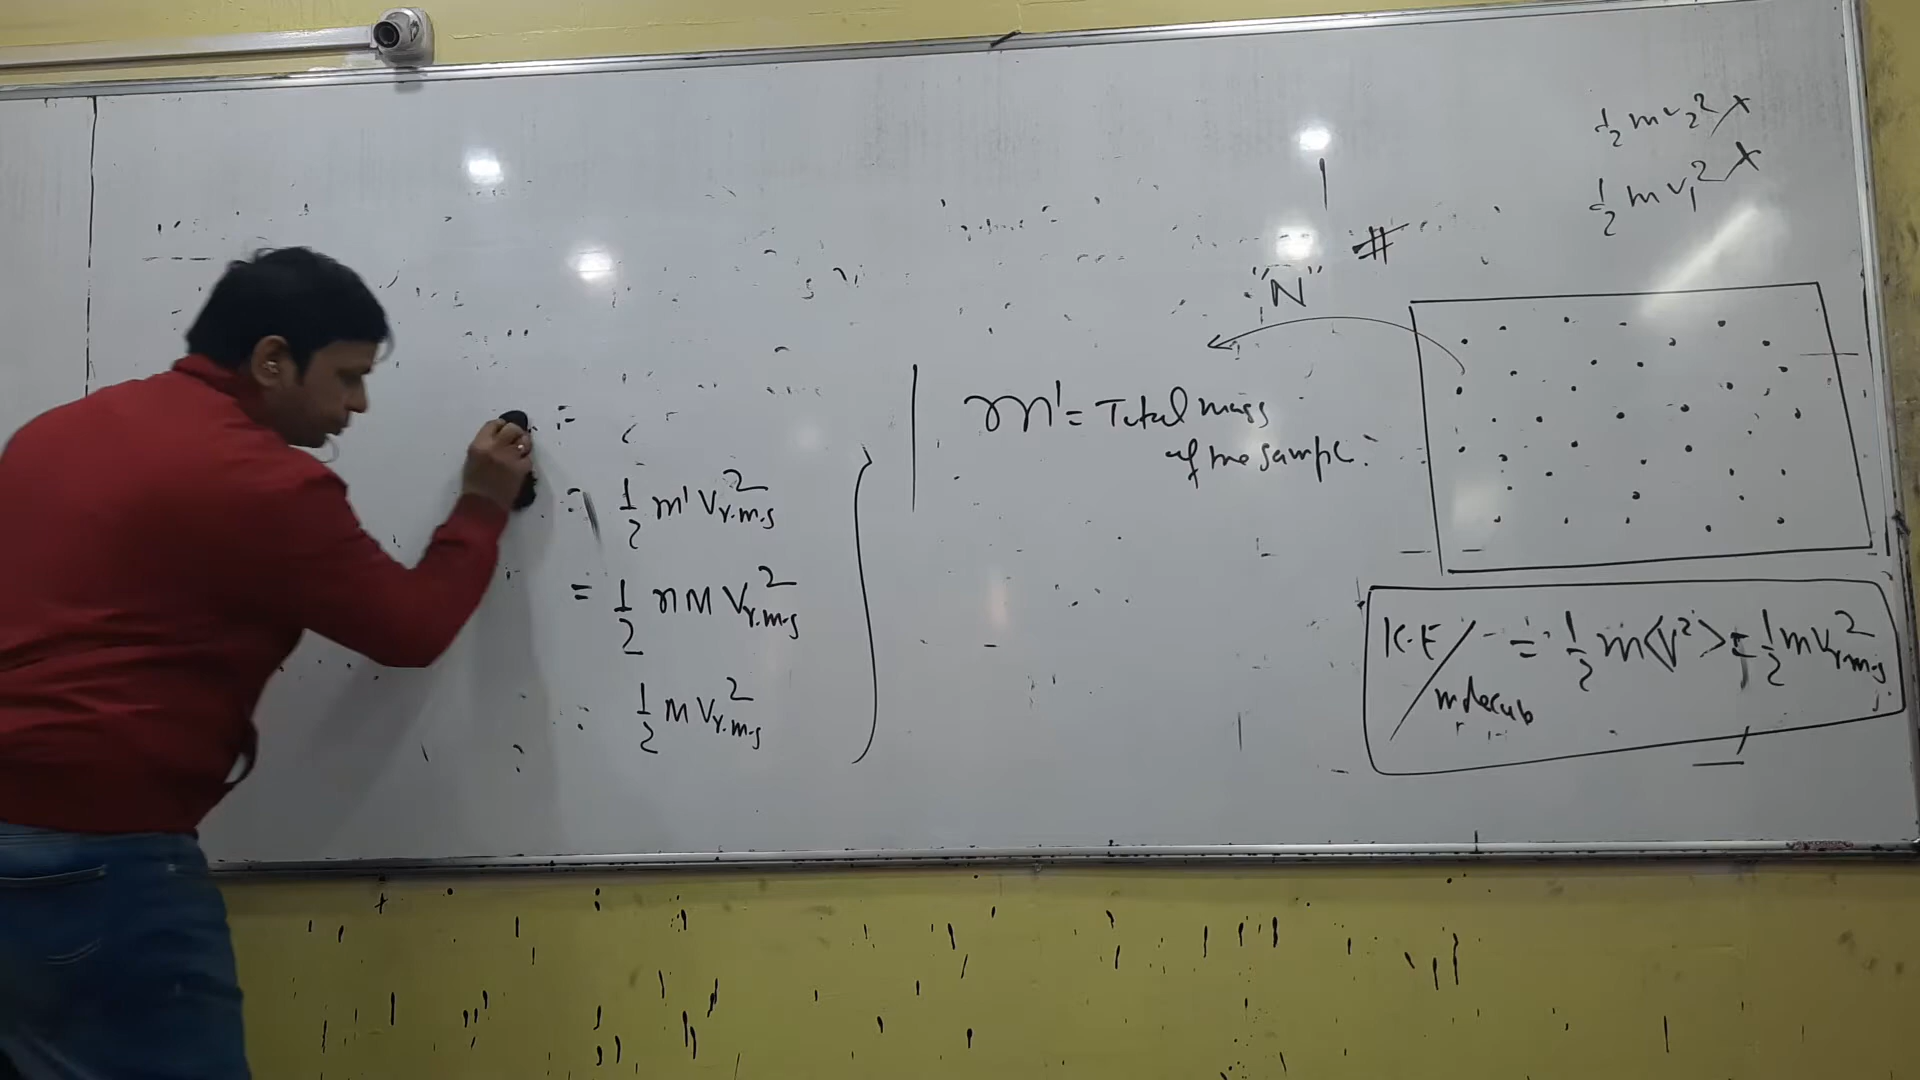 = 1/2 m' V²r.m.s
= 1/2 n M V²r.m.s
1/2 M V²r.m.s
m' = Total mass
of the sample.
"N" #
1/2 m v₂² ×
1/2 m v₁² ×
K.E/molecule = 1/2 m <v²> = 1/2 m V²r.m.s